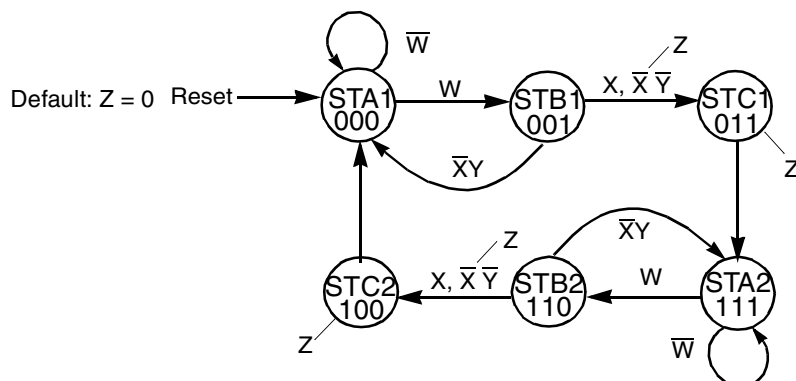 W̅
Z
Default: Z = 0 Reset STA1 000 W STB1 001 X, X̅ Y̅ STC1 011
X̅Y
Z
Z
X̅Y
STC2 100 X, X̅ Y̅ STB2 110 W STA2 111
Z
W̅